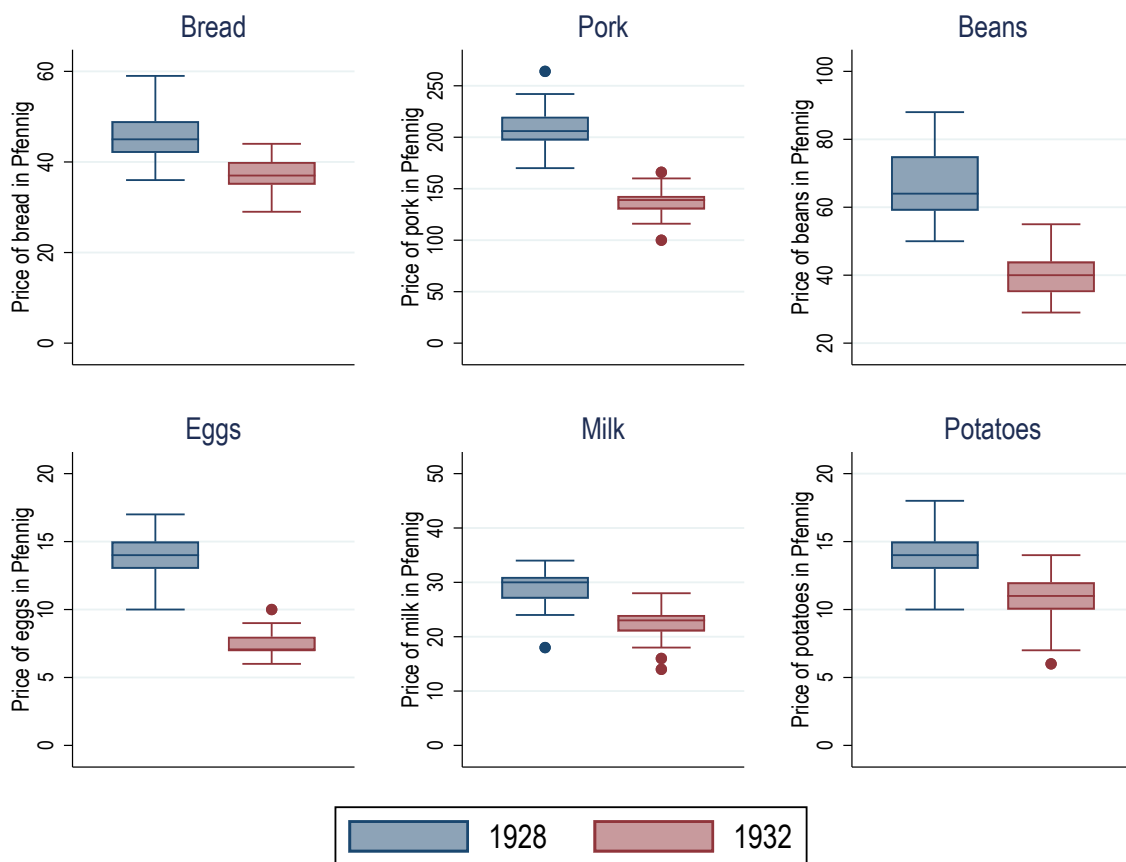 Bread
Price of bread in Pfennig
60
40
20
0
Pork
Price of pork in Pfennig
250
200
150
100
50
0
Beans
Price of beans in Pfennig
100
80
60
40
20
Eggs
Price of eggs in Pfennig
20
15
10
5
0
Milk
Price of milk in Pfennig
50
40
30
20
10
0
Potatoes
Price of potatoes in Pfennig
20
15
10
5
0
1928
1932